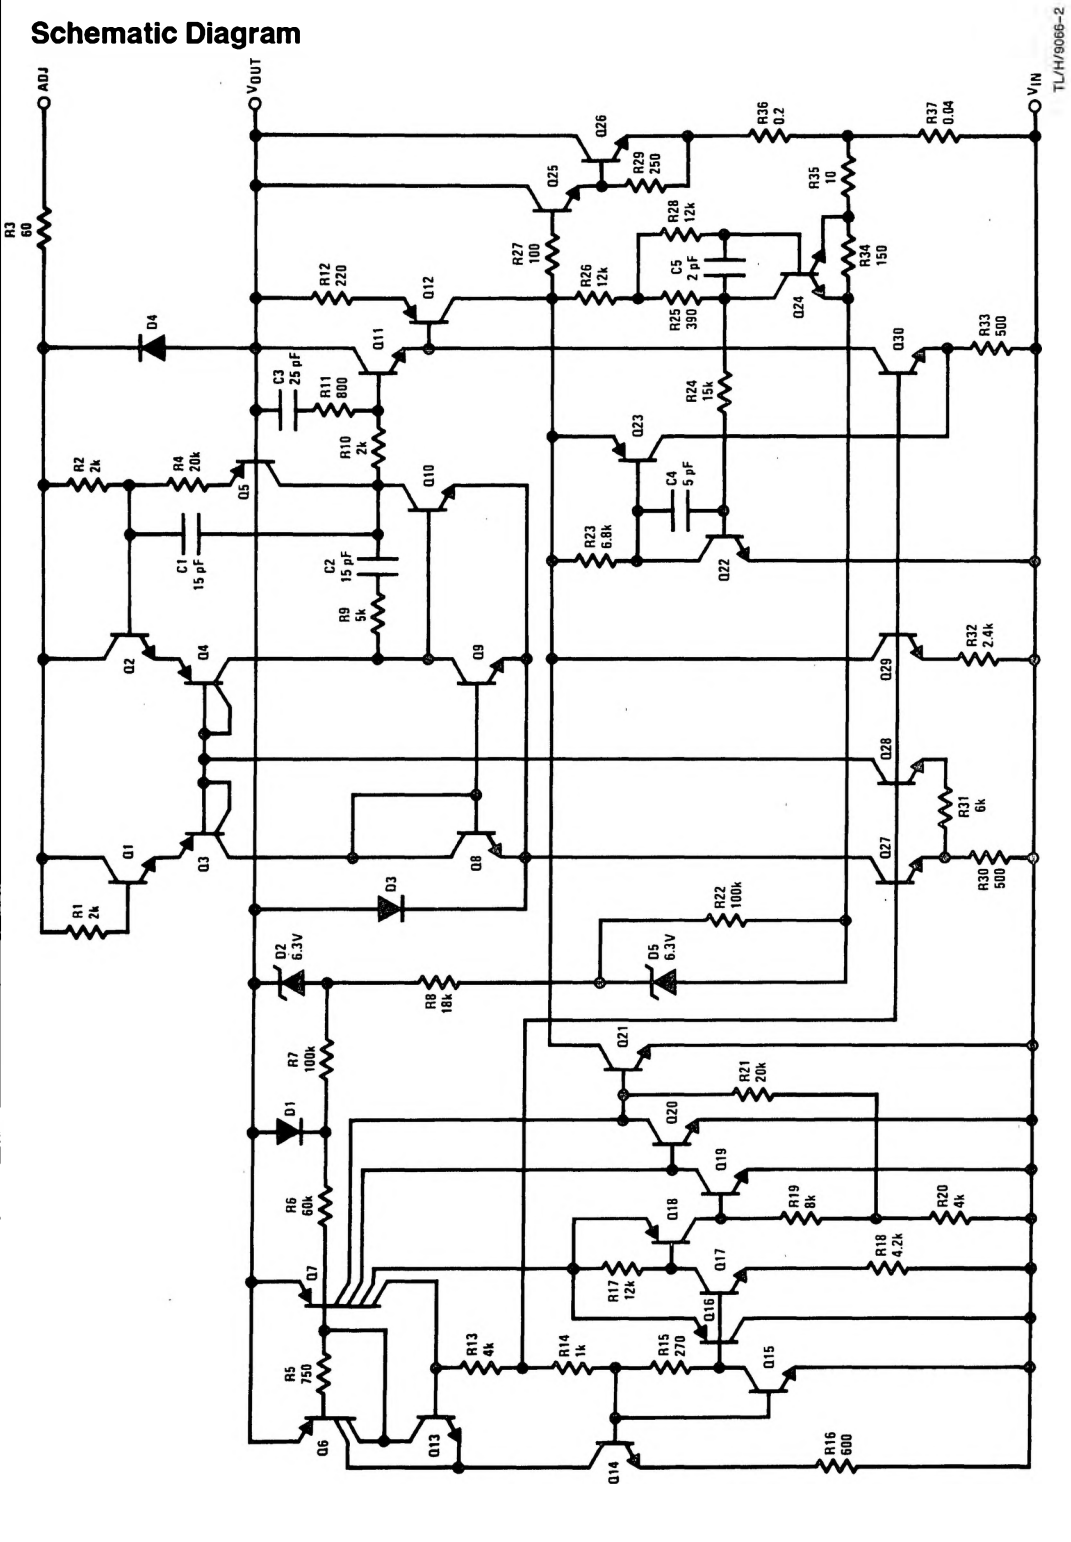 Schematic Diagram
TL/H/9066–2
ADJ
VOUT
VIN
R3
60
R36
0.2
R37
0.04
Q26
Q25
R29
250
R35
10
R28
12k
R27
100
R12
220
Q12
R26
12k
C5
2 pF
R34
150
R25
390
Q24
D4
Q11
C3
25 pF
R11
800
Q30
R33
500
R24
15k
R10
2k
Q23
R2
2k
R4
20k
Q5
Q10
C4
5 pF
C1
15 pF
C2
15 pF
R23
6.8k
Q22
R9
5k
Q2
Q4
Q9
Q29
R32
2.4k
Q28
R31
6k
Q1
Q3
Q8
Q27
R30
500
R1
2k
D3
R22
100k
D2
6.3V
D5
6.3V
R8
18k
R7
100k
Q21
R21
20k
D1
Q20
Q19
R6
60k
Q18
R19
8k
R20
4k
Q7
R17
12k
Q17
R18
4.2k
Q16
R5
750
R13
4k
R14
1k
R15
270
Q15
Q6
Q13
Q14
R16
600